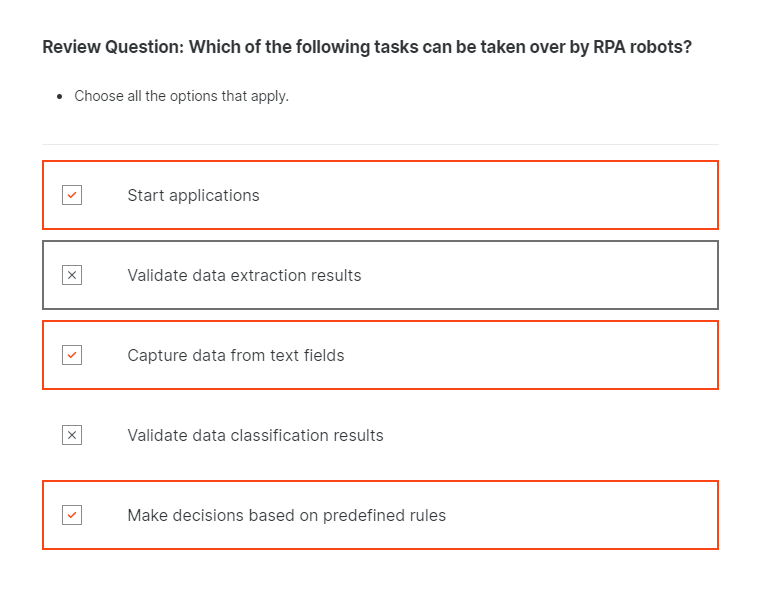 Review Question: Which of the following tasks can be taken over by RPA robots?
Choose all the options that apply.
Start applications
Validate data extraction results
Capture data from text fields
Validate data classification results
Make decisions based on predefined rules